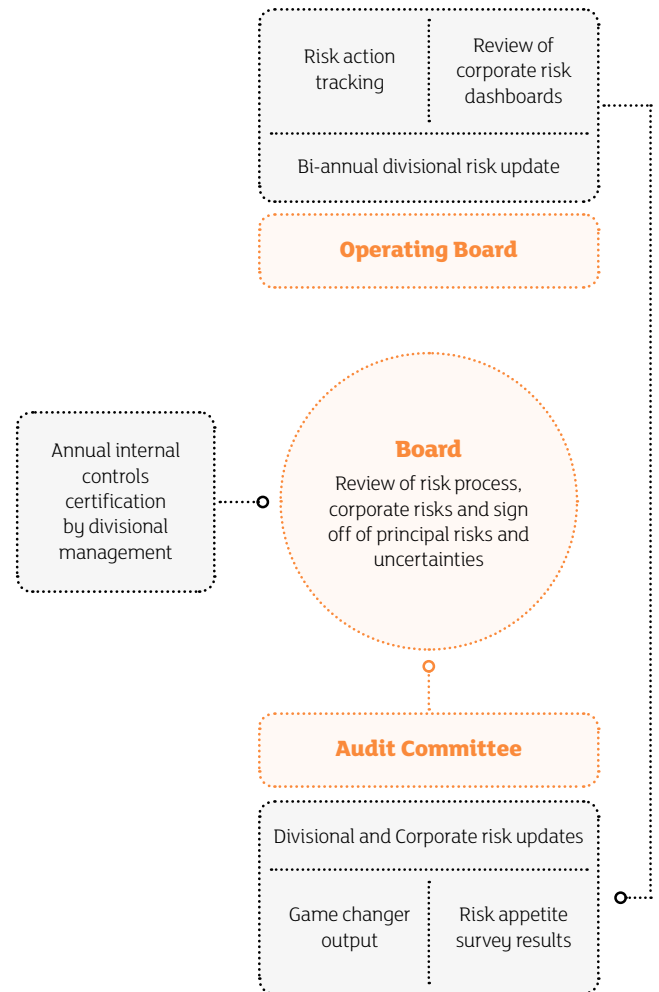 Risk action
tracking
Review of
corporate risk
dashboards
Bi-annual divisional risk update
Operating Board
Annual internal
controls
certification
by divisional
management
Board
Review of risk process,
corporate risks and sign
off of principal risks and
uncertainties
Audit Committee
Divisional and Corporate risk updates
Game changer
output
Risk appetite
survey results